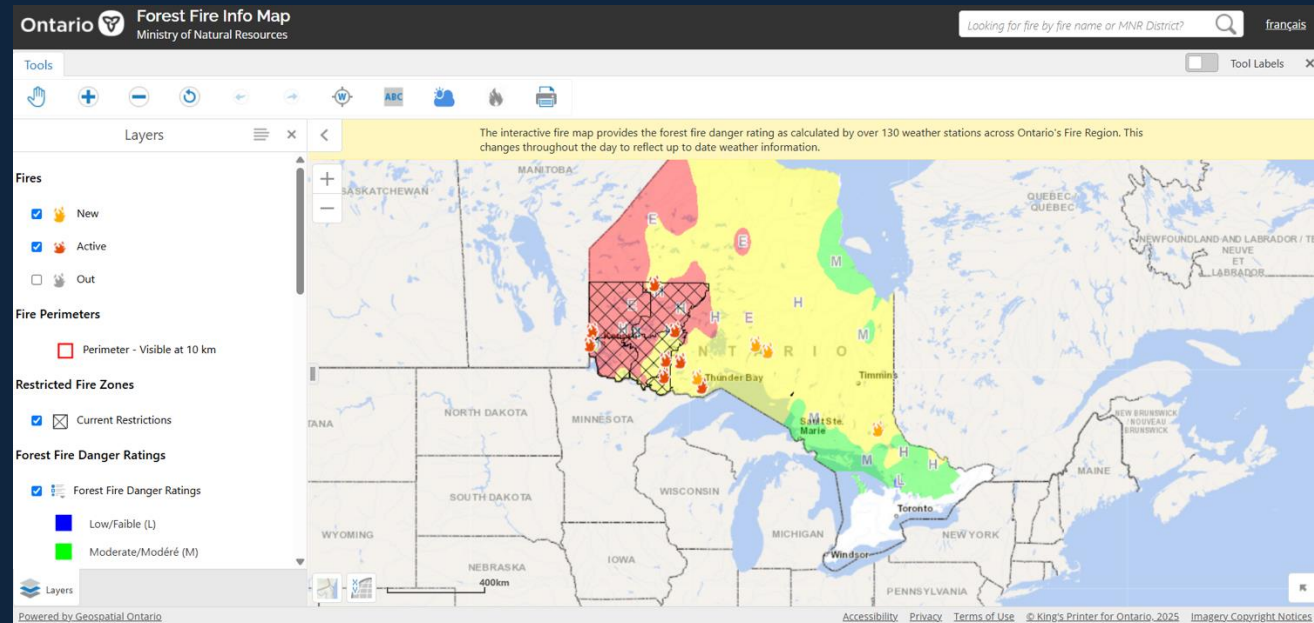 Ontario
Forest Fire Info Map
Ministry of Natural Resources
Looking for fire by fire name or MNR District?
français
Tools
Tool Labels
W
ABC
Layers
The interactive fire map provides the forest fire danger rating as calculated by over 130 weather stations across Ontario's Fire Region. This
changes throughout the day to reflect up to date weather information.
Fires
New
Active
Out
Fire Perimeters
Perimeter - Visible at 10 km
Restricted Fire Zones
Current Restrictions
Forest Fire Danger Ratings
Forest Fire Danger Ratings
Low/Faible (L)
Moderate/Modéré (M)
Layers
MANITOBA
SASKATCHEWAN
QUEBEC /
QUÉBEC
NEWFOUNDLAND AND LABRADOR /
NEUVE
ET
LABRADOR
E
E
M
E
H
H
E
M
N T A R I O
Thunder Bay
Timmins
NORTH DAKOTA
MINNESOTA
M
Sault Ste.
Marie
NEW BRUNSWICK
/ NOUVEAU
BRUNSWICK
M
H
H
L
MAINE
SOUTH DAKOTA
WISCONSIN
Toronto
WYOMING
MICHIGAN
NEW YORK
Windsor
IOWA
NEBRASKA
PENNSYLVANIA
400km
Powered by Geospatial Ontario
Accessibility
Privacy
Terms of Use
© King's Printer for Ontario, 2025
Imagery Copyright Notices